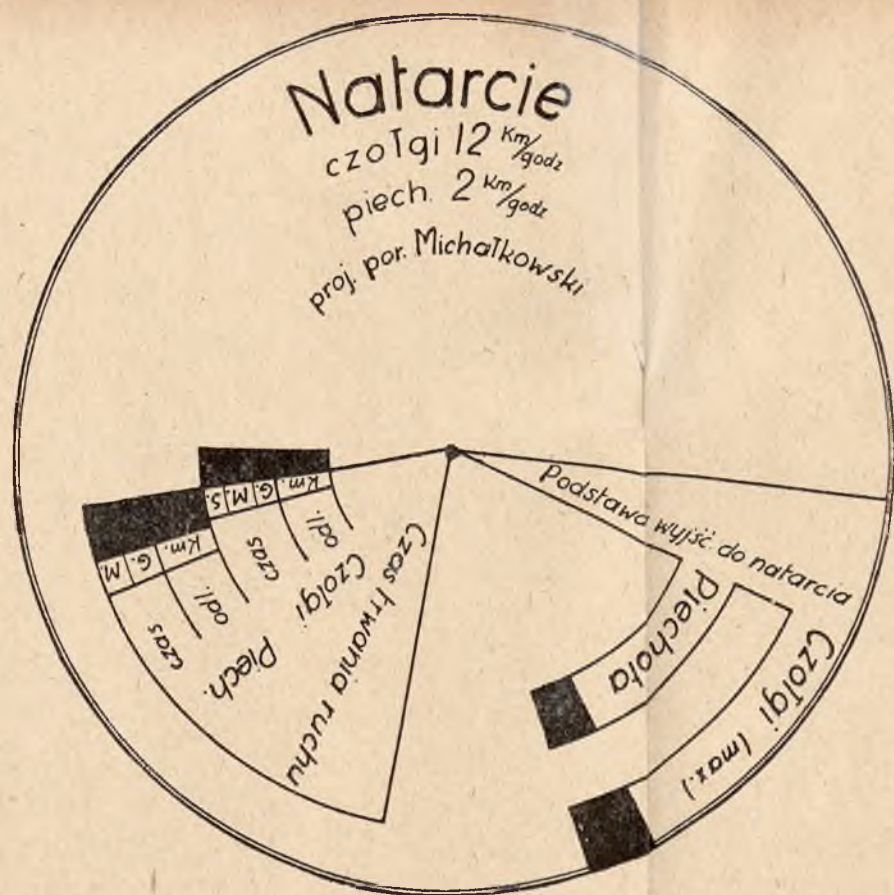 Natarcie
czołgi 12 Km/godz
piech. 2 Km/godz
proj. por. Michałkowski
Podstawa wyjść. do natarcia
Piechota
Czołgi (max.)
Czas trwania ruchu
Czołgi
odl.
czas
Km.
G. M. S.
Piech.
odl.
czas
Km.
G. M.